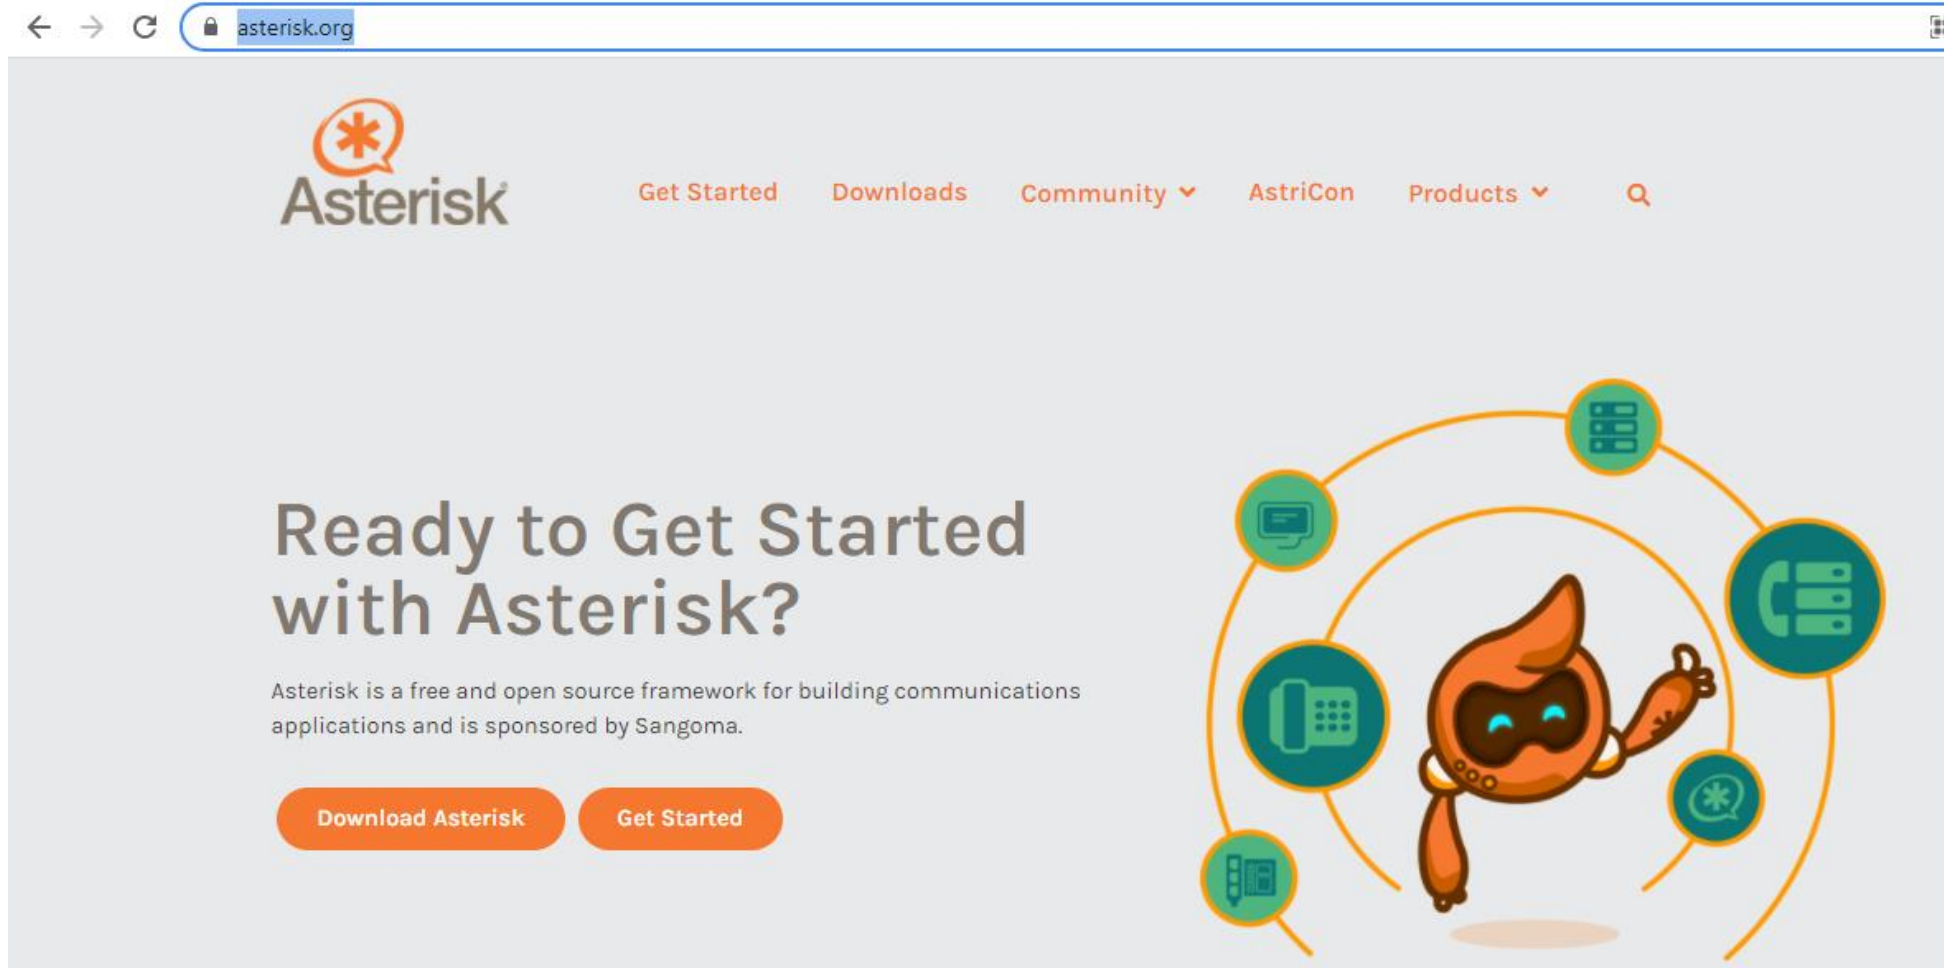 asterisk.org
Asterisk
Get Started Downloads Community AstriCon Products
Ready to Get Started
with Asterisk?
Asterisk is a free and open source framework for building communications
applications and is sponsored by Sangoma.
Download Asterisk Get Started